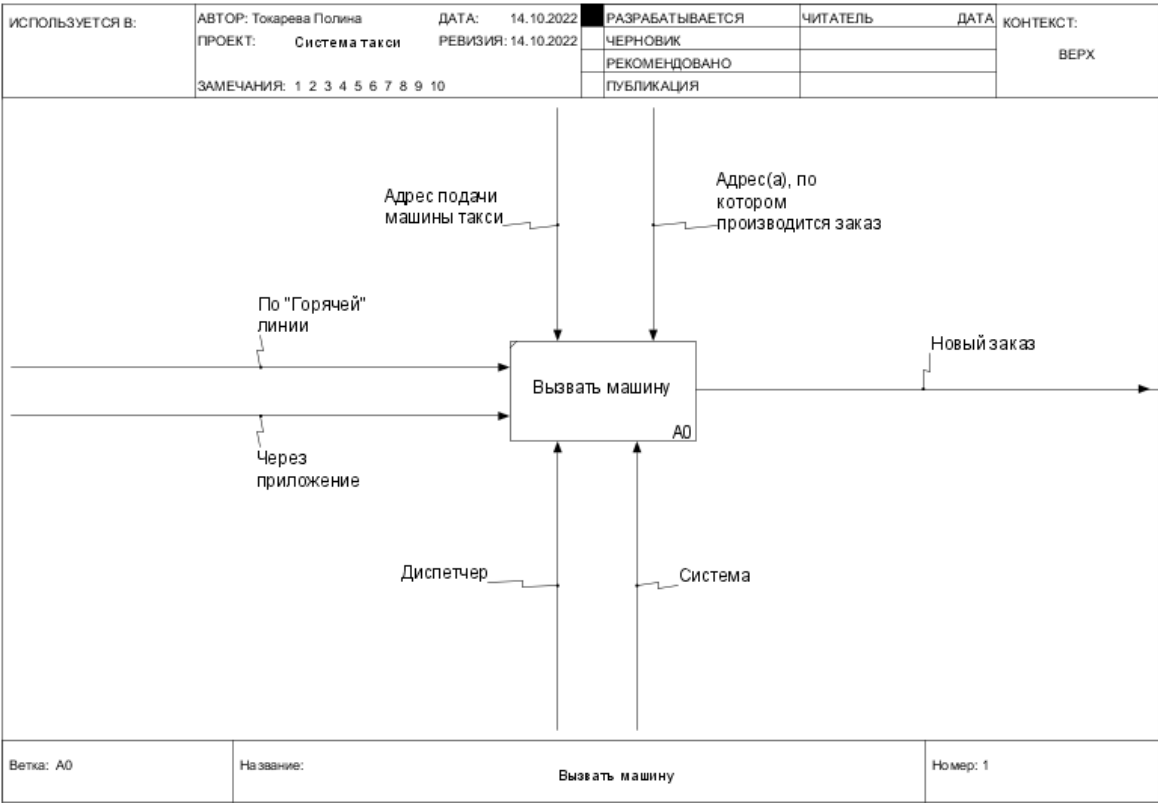 ИСПОЛЬЗУЕТСЯ В:
АВТОР: Токарева Полина
ДАТА: 14.10.2022
ПРОЕКТ: Система такси
РЕВИЗИЯ: 14.10.2022
ЗАМЕЧАНИЯ: 1 2 3 4 5 6 7 8 9 10
РАЗРАБАТЫВАЕТСЯ
ЧЕРНОВИК
РЕКОМЕНДОВАНО
ПУБЛИКАЦИЯ
ЧИТАТЕЛЬ
ДАТА
КОНТЕКСТ:
ВЕРХ
Адрес подачи
машины такси
Адрес(а), по
котором
производится заказ
По "Горячей"
линии
Новый заказ
Вызвать машину
A0
Через
приложение
Диспетчер
Система
Ветка: A0
Название:
Вызвать машину
Номер: 1